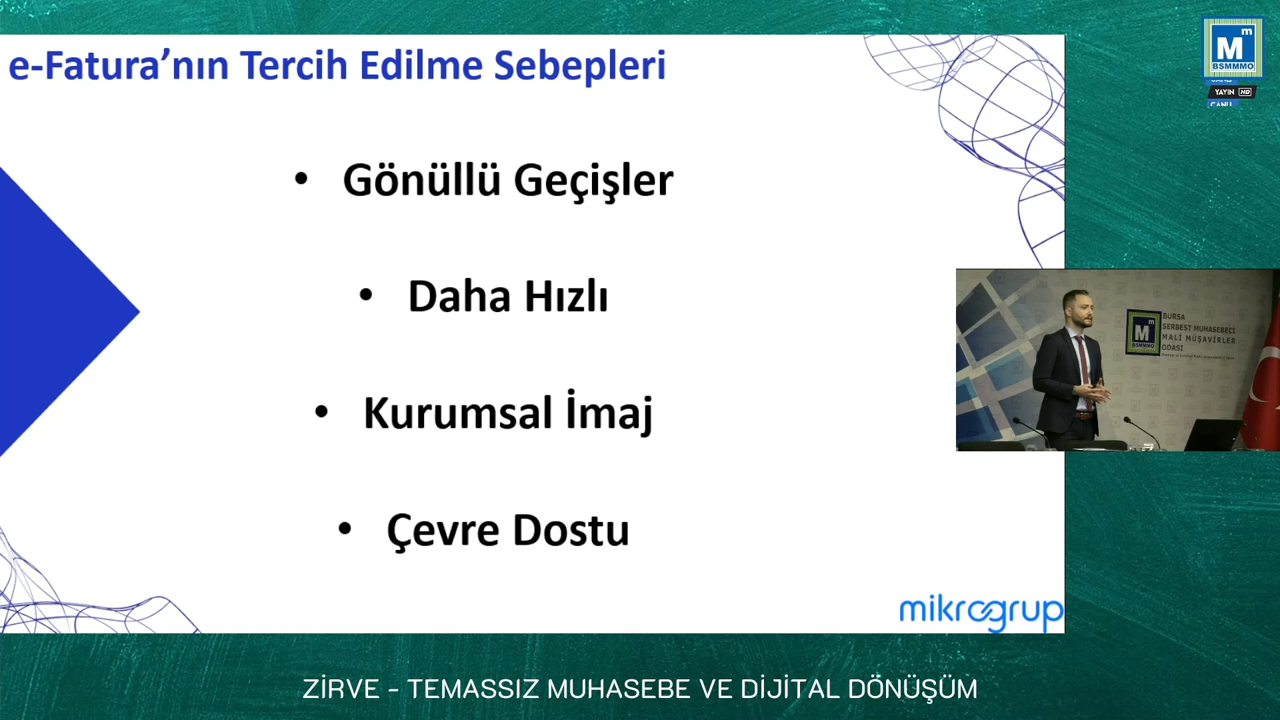 e-Fatura’nın Tercih Edilme Sebepleri
• Gönüllü Geçişler
• Daha Hızlı
• Kurumsal İmaj
• Çevre Dostu
mikrogrup
M m
BSMMMO
YAYIN HD
CANLI
M m
BSMMMO
BURSA
SERBEST MUHASEBECİ
MALİ MÜŞAVİRLER
ODASI
ZİRVE - TEMASSIZ MUHASEBE VE DİJİTAL DÖNÜŞÜM